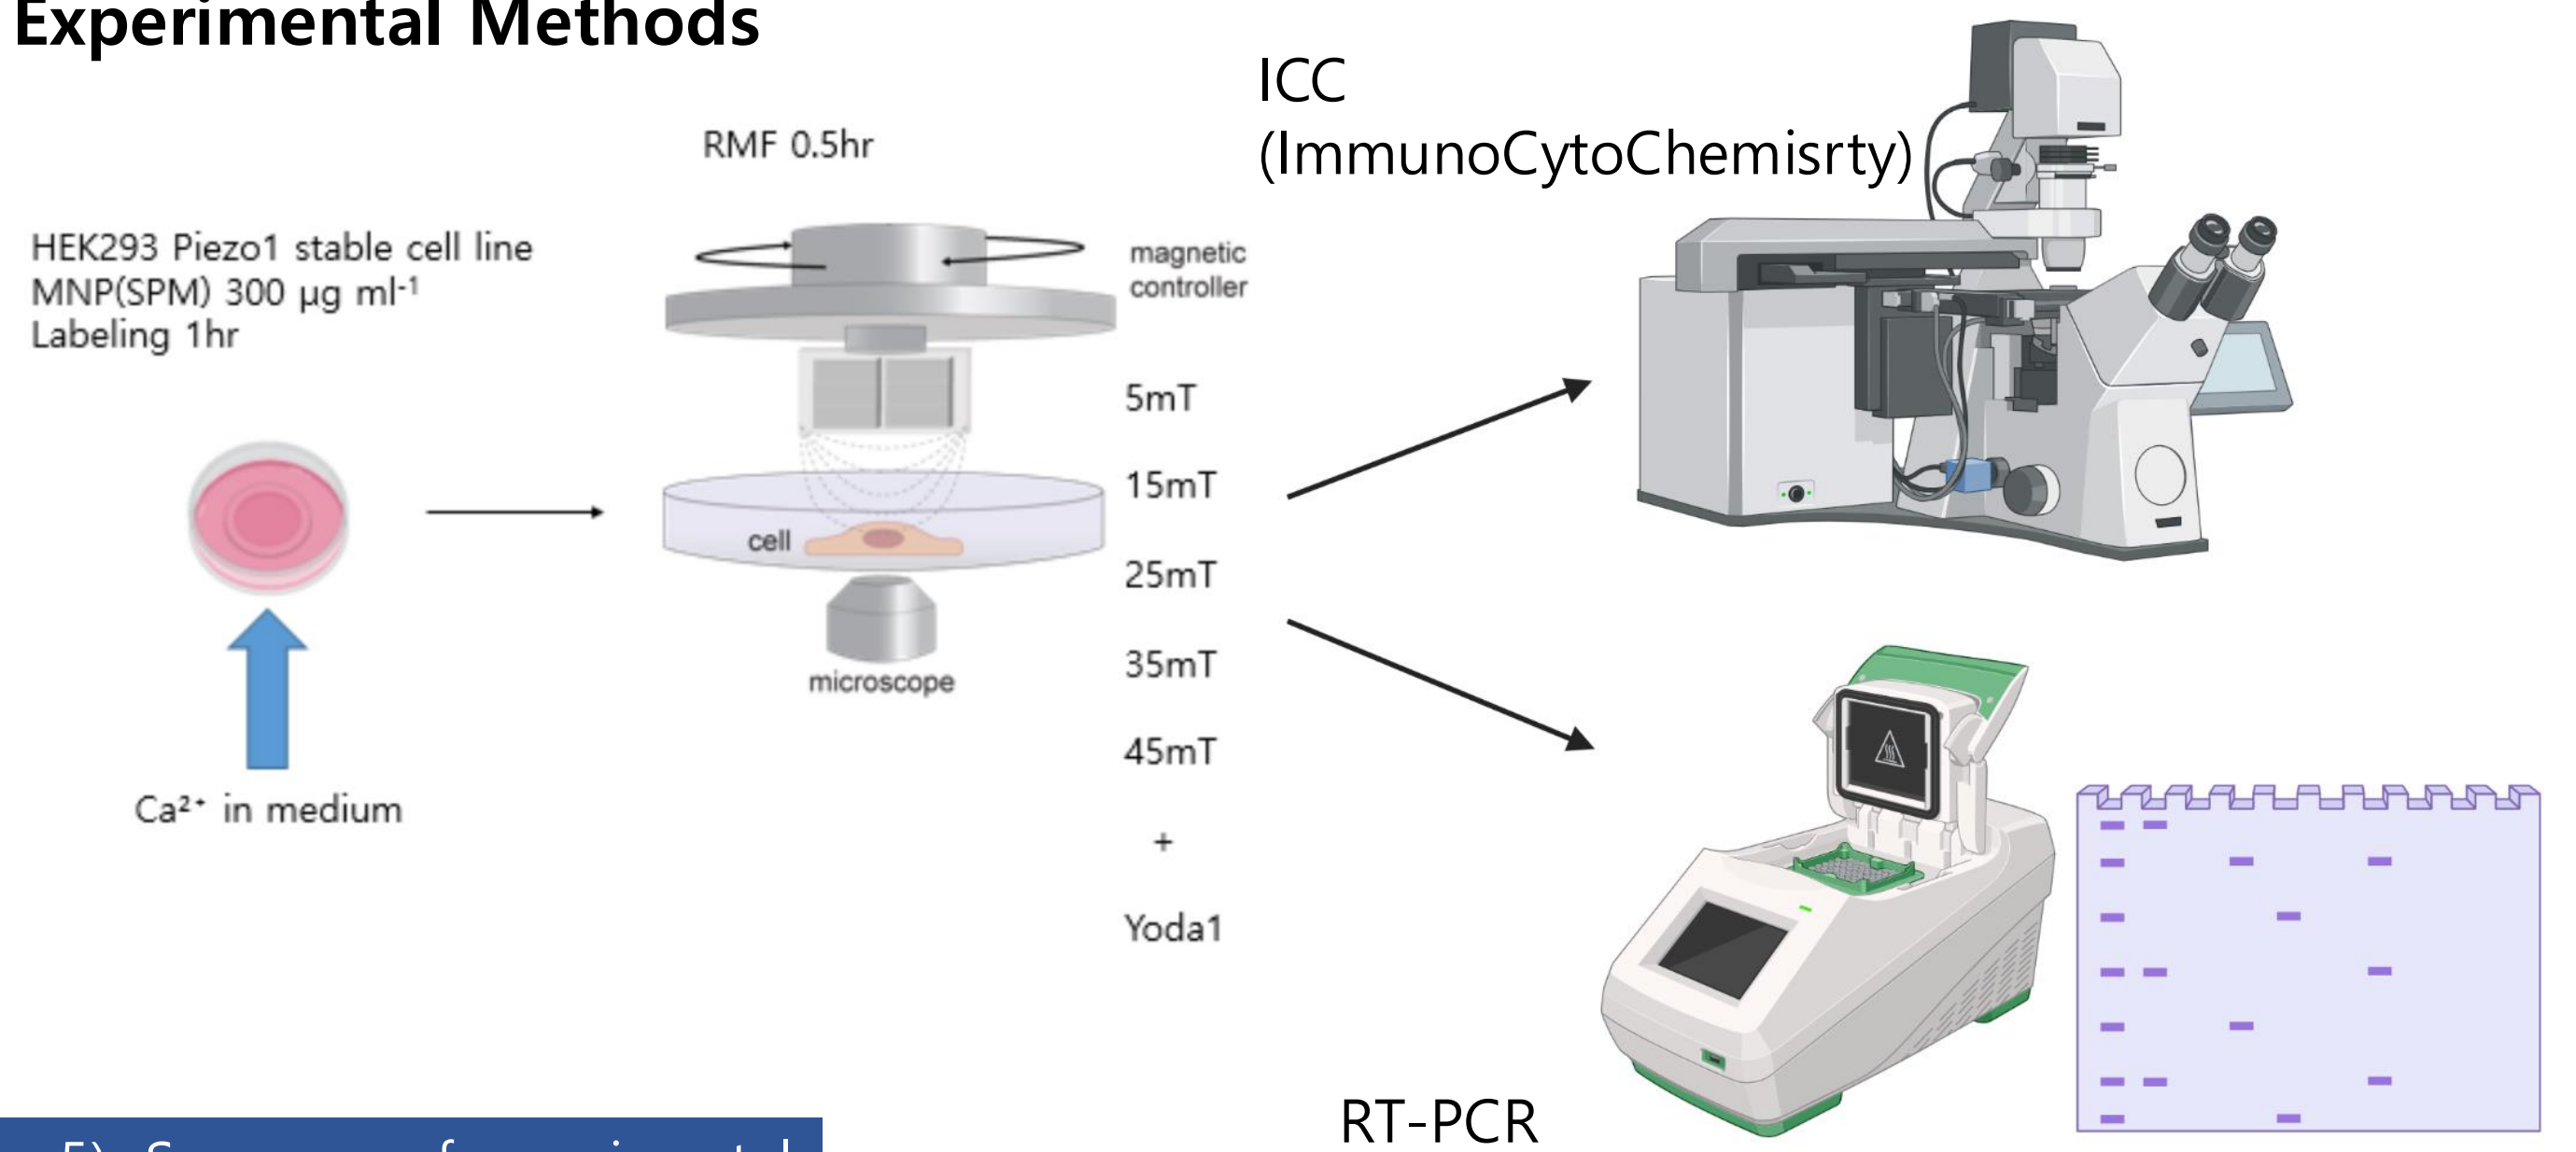 Experimental Methods
HEK293 Piezo1 stable cell line
MNP(SPM) 300 μg ml⁻¹
Labeling 1hr
Ca²⁺ in medium
RMF 0.5hr
magnetic
controller
cell
microscope
5mT
15mT
25mT
35mT
45mT
+
Yoda1
ICC
(ImmunoCytoChemisrty)
RT-PCR
5)